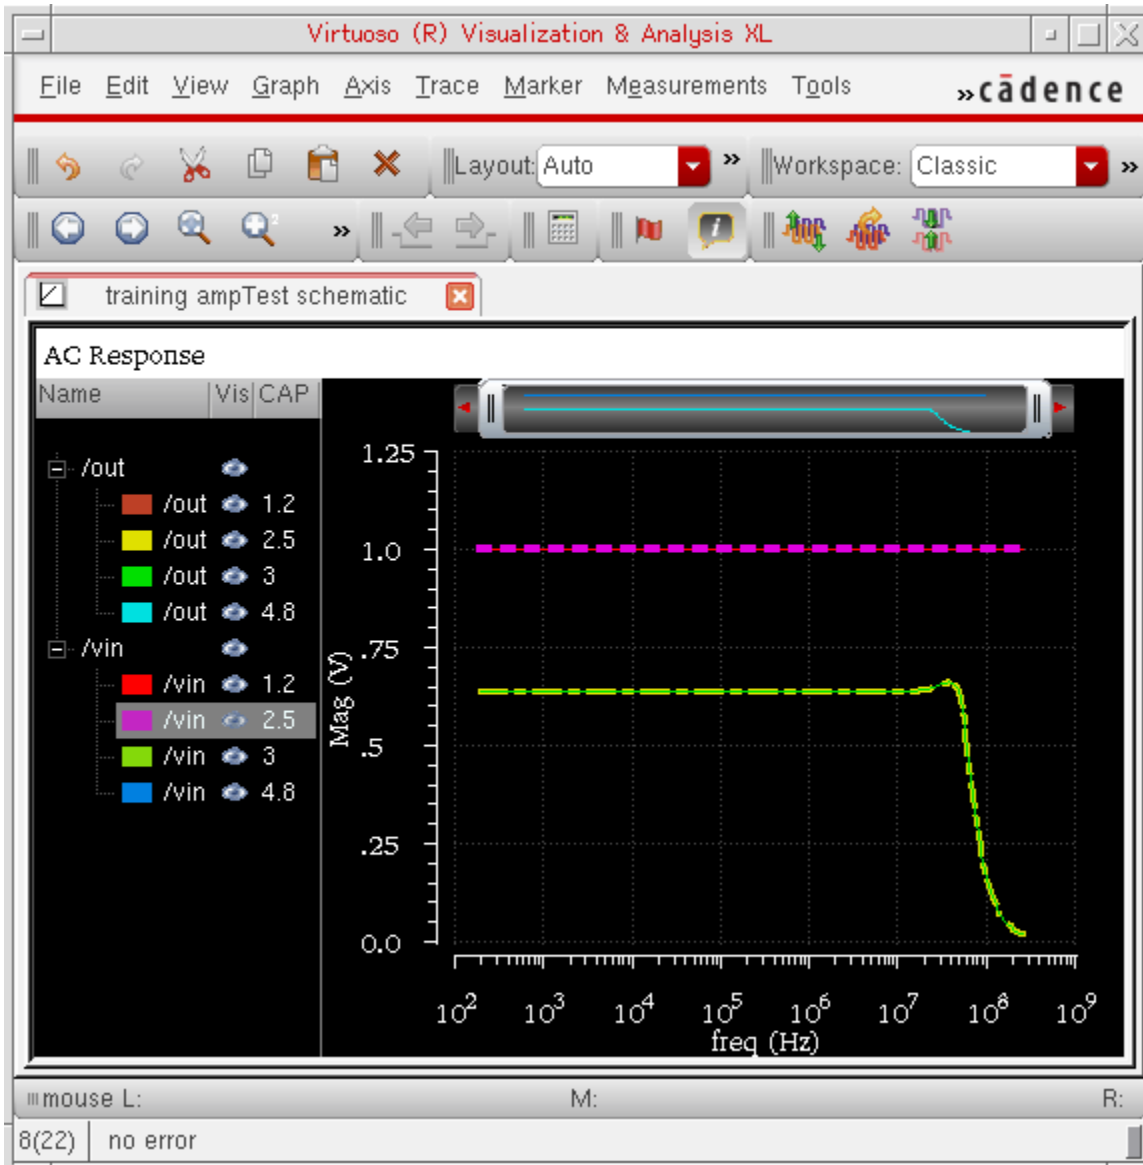 Virtuoso (R) Visualization & Analysis XL
File Edit View Graph Axis Trace Marker Measurements Tools cādence
Layout: Auto » Workspace: Classic »
»
training ampTest schematic
AC Response
Name Vis CAP
/out
/out 1.2
/out 2.5
/out 3
/out 4.8
/vin
/vin 1.2
/vin 2.5
/vin 3
/vin 4.8
Mag (V)
1.25
1.0
.75
.5
.25
0.0
10² 10³ 10⁴ 10⁵ 10⁶ 10⁷ 10⁸ 10⁹
freq (Hz)
mouse L: M: R:
8(22) no error